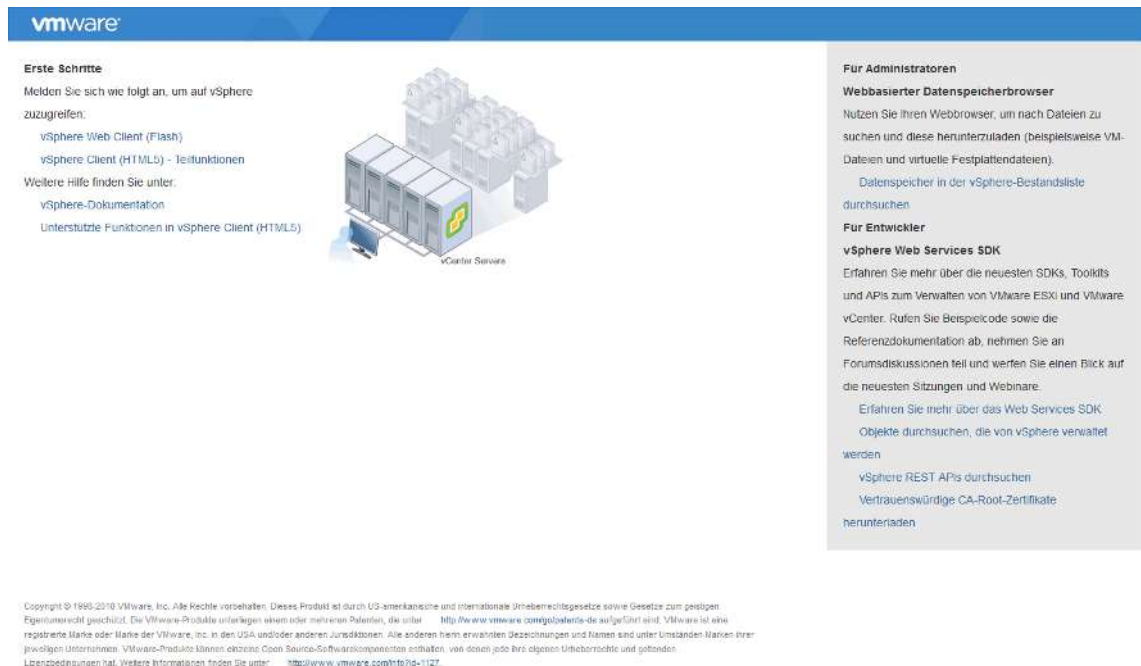 vmware
Erste Schritte
Melden Sie sich wie folgt an, um auf vSphere
zuzugreifen:
vSphere Web Client (Flash)
vSphere Client (HTML5) - Teilfunktionen
Weitere Hilfe finden Sie unter:
vSphere-Dokumentation
Unterstützte Funktionen in vSphere Client (HTML5)
vCenter Servers
Für Administratoren
Webbasierter Datenspeicherbrowser
Nutzen Sie Ihren Webbrowser, um nach Dateien zu
suchen und diese herunterzuladen (beispielsweise VM-
Dateien und virtuelle Festplattendateien).
Datenspeicher in der vSphere-Bestandsliste
durchsuchen
Für Entwickler
vSphere Web Services SDK
Erfahren Sie mehr über die neuesten SDKs, Toolkits
und APIs zum Verwalten von VMware ESXi und VMware
vCenter. Rufen Sie Beispielcode sowie die
Referenzdokumentation ab, nehmen Sie an
Forumsdiskussionen teil und werfen Sie einen Blick auf
die neuesten Sitzungen und Webinare.
Erfahren Sie mehr über das Web Services SDK
Objekte durchsuchen, die von vSphere verwaltet
werden
vSphere REST APIs durchsuchen
Vertrauenswürdige CA-Root-Zertifikate
herunterladen
Copyright © 1998-2018 VMware, Inc. Alle Rechte vorbehalten. Dieses Produkt ist durch US-amerikanische und internationale Urheberrechtsgesetze sowie Gesetze zum geistigen
Eigentumsrecht geschützt. Die VMware-Produkte unterliegen einem oder mehreren Patenten, die unter http://www.vmware.com/go/patents-de aufgeführt sind. VMware ist eine
registrierte Marke oder Marke der VMware, Inc. in den USA und/oder anderen Jurisdiktionen. Alle anderen hierin erwähnten Bezeichnungen und Namen sind unter Umständen Marken ihrer
jeweiligen Unternehmen. VMware-Produkte können einzelne Open Source-Softwarekomponenten enthalten, von denen jede ihre eigenen Urheberrechte und geltenden
Lizenzbedingungen hat. Weitere Informationen finden Sie unter http://www.vmware.com/info?id=1127.